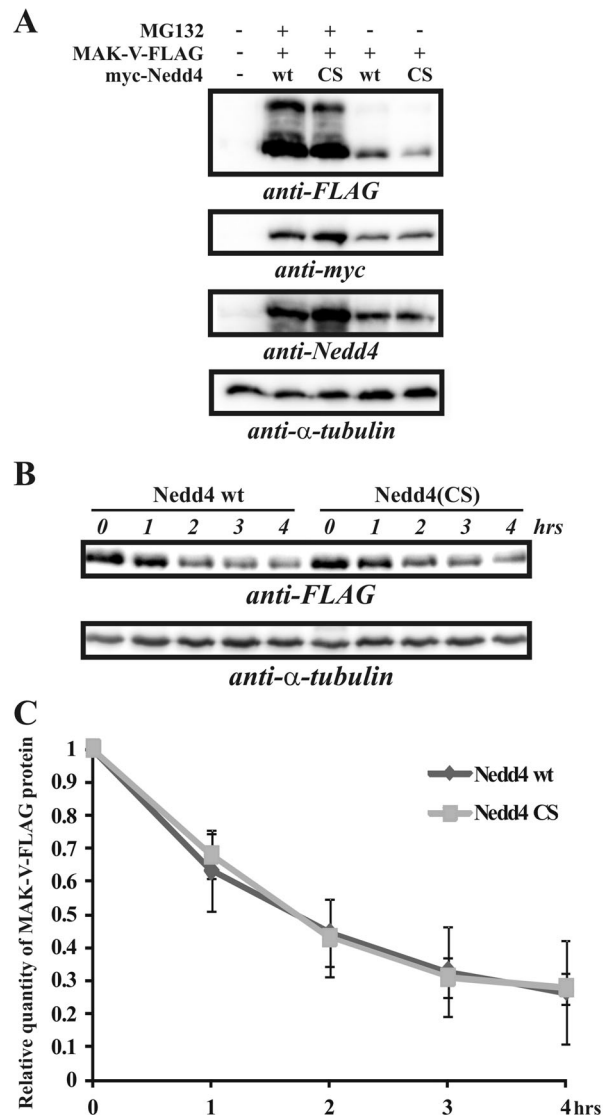 A
MG132 - + + - -
MAK-V-FLAG - + + + +
myc-Nedd4 - wt CS wt CS
anti-FLAG
anti-myc
anti-Nedd4
anti-α-tubulin
B
Nedd4 wt Nedd4(CS)
0 1 2 3 4 0 1 2 3 4 hrs
anti-FLAG
anti-α-tubulin
C
Relative quantity of MAK-V-FLAG protein
1
0.9
0.8
0.7
0.6
0.5
0.4
0.3
0.2
0.1
0
Nedd4 wt
Nedd4 CS
0 1 2 3 4 hrs